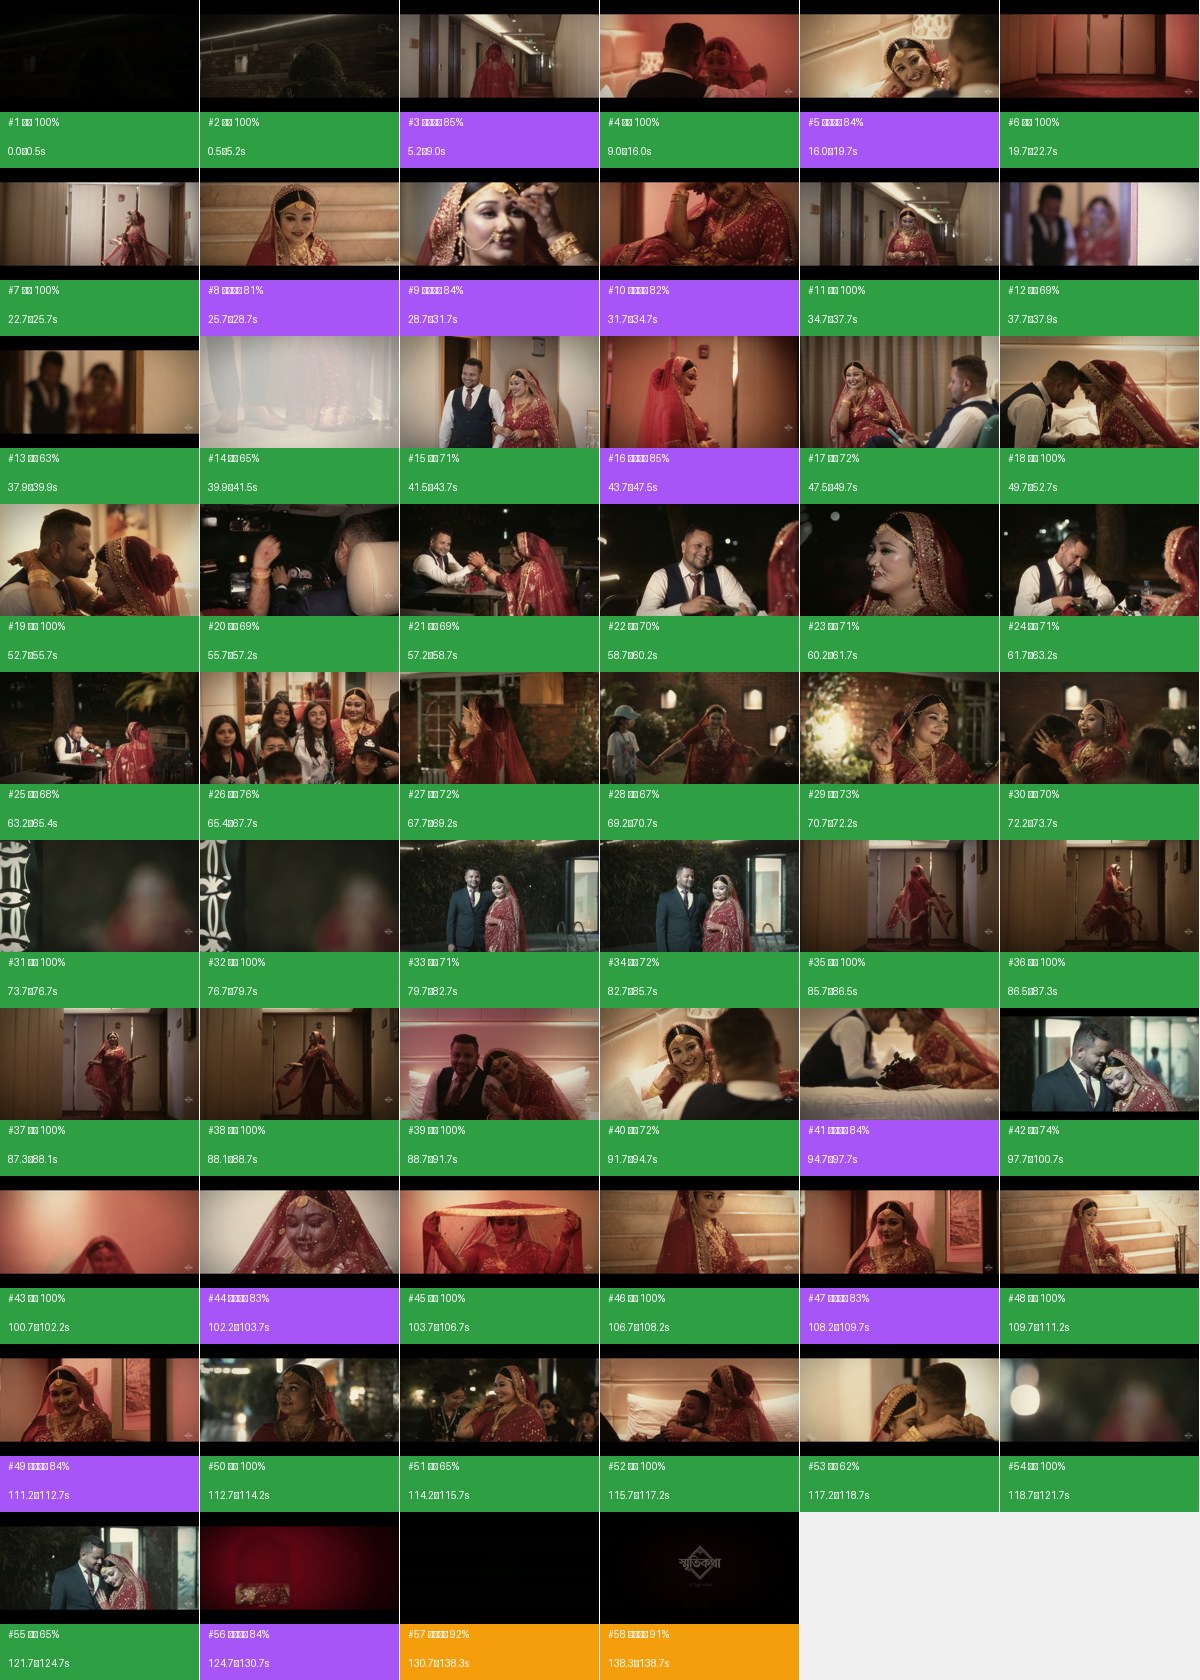 #1 100%
0.0 0.5s
#2 100%
0.5 5.2s
#3 85%
5.2 9.0s
#4 100%
9.0 16.0s
#5 84%
16.0 19.7s
#6 100%
19.7 22.7s
#7 100%
22.7 25.7s
#8 81%
25.7 28.7s
#9 84%
28.7 31.7s
#10 82%
31.7 34.7s
#11 100%
34.7 37.7s
#12 69%
37.7 37.9s
#13 63%
37.9 39.9s
#14 65%
39.9 41.5s
#15 71%
41.5 43.7s
#16 85%
43.7 47.5s
#17 72%
47.5 49.7s
#18 100%
49.7 52.7s
#19 100%
52.7 55.7s
#20 69%
55.7 57.2s
#21 69%
57.2 58.7s
#22 70%
58.7 60.2s
#23 71%
60.2 61.7s
#24 71%
61.7 63.2s
#25 68%
63.2 65.4s
#26 76%
65.4 67.7s
#27 72%
67.7 69.2s
#28 67%
69.2 70.7s
#29 73%
70.7 72.2s
#30 70%
72.2 73.7s
#31 100%
73.7 76.7s
#32 100%
76.7 79.7s
#33 71%
79.7 82.7s
#34 72%
82.7 85.7s
#35 100%
85.7 86.5s
#36 100%
86.5 87.3s
#37 100%
87.3 88.1s
#38 100%
88.1 88.7s
#39 100%
88.7 91.7s
#40 72%
91.7 94.7s
#41 84%
94.7 97.7s
#42 74%
97.7 100.7s
#43 100%
100.7 102.2s
#44 83%
102.2 103.7s
#45 100%
103.7 106.7s
#46 100%
106.7 108.2s
#47 83%
108.2 109.7s
#48 100%
109.7 111.2s
#49 84%
111.2 112.7s
#50 100%
112.7 114.2s
#51 65%
114.2 115.7s
#52 100%
115.7 117.2s
#53 62%
117.2 118.7s
#54 100%
118.7 121.7s
স্মৃতিকথা
#55 65%
121.7 124.7s
#56 84%
124.7 130.7s
#57 92%
130.7 138.3s
#58 91%
138.3 138.7s